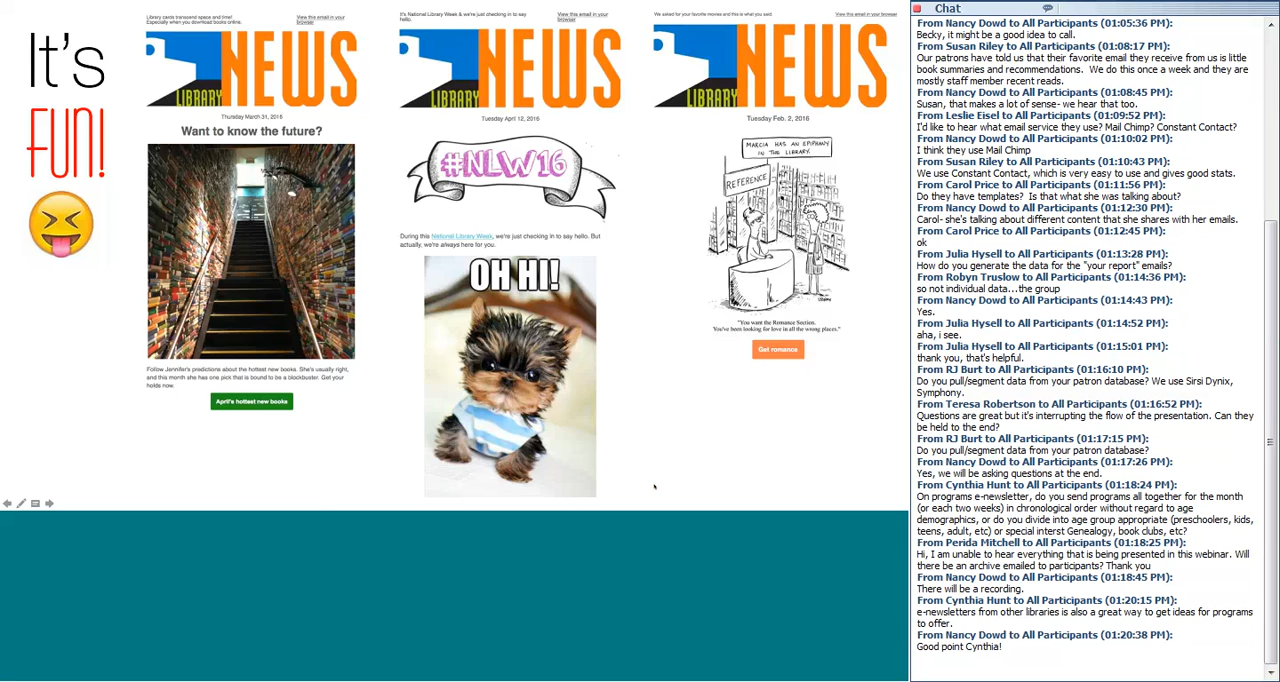 It's
FUN!
Library cards transcend space and time!
Especially when you download books online.
View this email in your
browser
LIBRARY NEWS
Thursday March 31, 2016
Want to know the future?
Follow Jennifer's predictions about the hottest new books. She's usually right,
and this month she has one pick that is bound to be a blockbuster. Get your
holds now.
April's hottest new books
It's National Library Week & we're just checking in to say
hello.
View this email in your
browser
LIBRARY NEWS
Tuesday April 12, 2016
#NLW16
During this National Library Week, we're just checking in to say hello. But
actually, we're always here for you.
OH HI!
We asked for your favorite movies and this is what you said.
View this email in your browser
LIBRARY NEWS
Tuesday Feb. 2, 2016
MARCIA HAS AN EPIPHANY
IN THE LIBRARY.
REFERENCE
"You want the Romance Section.
You've been looking for love in all the wrong places."
Get romance
Chat
From Nancy Dowd to All Participants (01:05:36 PM):
Becky, it might be a good idea to call.
From Susan Riley to All Participants (01:08:17 PM):
Our patrons have told us that their favorite email they receive from us is little
book summaries and recommendations. We do this once a week and they are
mostly staff member recent reads.
From Nancy Dowd to All Participants (01:08:45 PM):
Susan, that makes a lot of sense- we hear that too.
From Leslie Eisel to All Participants (01:09:52 PM):
I'd like to hear what email service they use? Mail Chimp? Constant Contact?
From Nancy Dowd to All Participants (01:10:02 PM):
I think they use Mail Chimp
From Susan Riley to All Participants (01:10:43 PM):
We use Constant Contact, which is very easy to use and gives good stats.
From Carol Price to All Participants (01:11:56 PM):
Do they have templates? Is that what she was talking about?
From Nancy Dowd to All Participants (01:12:30 PM):
Carol- she's talking about different content that she shares with her emails.
From Carol Price to All Participants (01:12:45 PM):
ok
From Julia Hysell to All Participants (01:13:28 PM):
How do you generate the data for the "your report" emails?
From Robyn Truslow to All Participants (01:14:36 PM):
so not individual data...the group
From Nancy Dowd to All Participants (01:14:43 PM):
Yes.
From Julia Hysell to All Participants (01:14:52 PM):
aha, i see.
From Julia Hysell to All Participants (01:15:01 PM):
thank you, that's helpful.
From RJ Burt to All Participants (01:16:10 PM):
Do you pull/segment data from your patron database? We use Sirsi Dynix,
Symphony.
From Teresa Robertson to All Participants (01:16:52 PM):
Questions are great but it's interrupting the flow of the presentation. Can they
be held to the end?
From RJ Burt to All Participants (01:17:15 PM):
Do you pull/segment data from your patron database?
From Nancy Dowd to All Participants (01:17:26 PM):
Yes, we will be asking questions at the end.
From Cynthia Hunt to All Participants (01:18:24 PM):
On programs e-newsletter, do you send programs all together for the month
(or each two weeks) in chronological order without regard to age
demographics, or do you divide into age group appropriate (preschoolers, kids,
teens, adult, etc) or special interst Genealogy, book clubs, etc?
From Perida Mitchell to All Participants (01:18:25 PM):
Hi, I am unable to hear everything that is being presented in this webinar. Will
there be an archive emailed to participants? Thank you
From Nancy Dowd to All Participants (01:18:45 PM):
There will be a recording.
From Cynthia Hunt to All Participants (01:20:15 PM):
e-newsletters from other libraries is also a great way to get ideas for programs
to offer.
From Nancy Dowd to All Participants (01:20:38 PM):
Good point Cynthia!